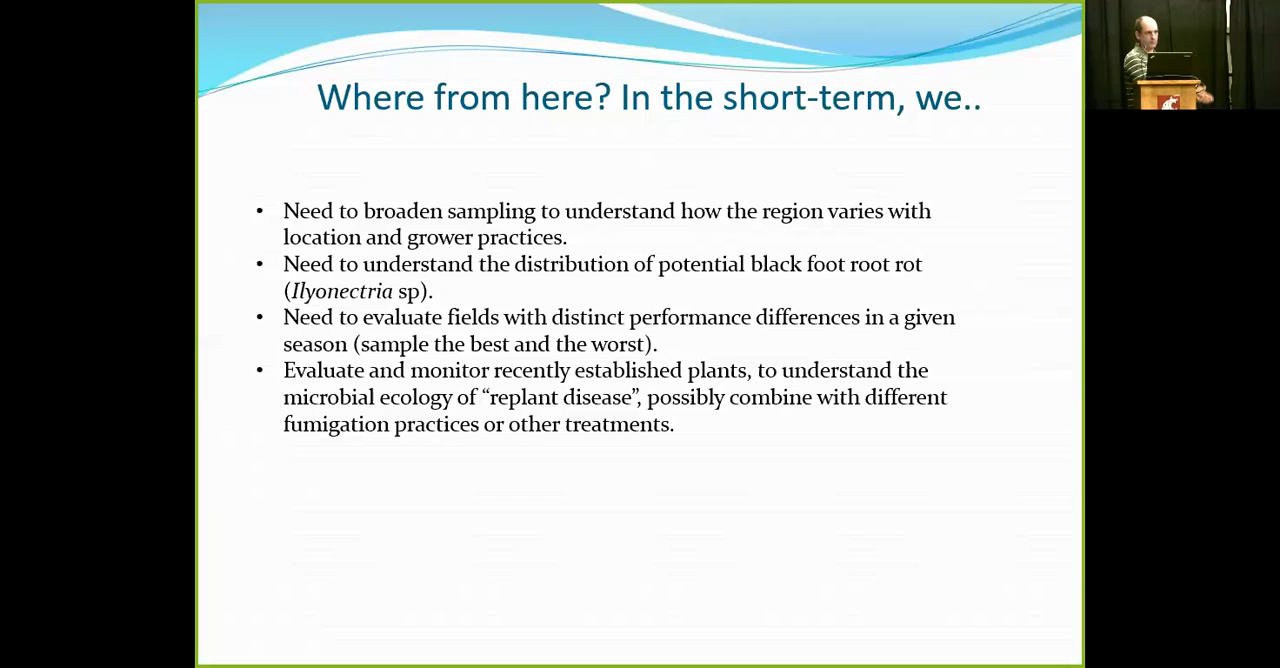 Where from here? In the short-term, we..
• Need to broaden sampling to understand how the region varies with
location and grower practices.
• Need to understand the distribution of potential black foot root rot
(Ilyonectria sp).
• Need to evaluate fields with distinct performance differences in a given
season (sample the best and the worst).
• Evaluate and monitor recently established plants, to understand the
microbial ecology of “replant disease”, possibly combine with different
fumigation practices or other treatments.